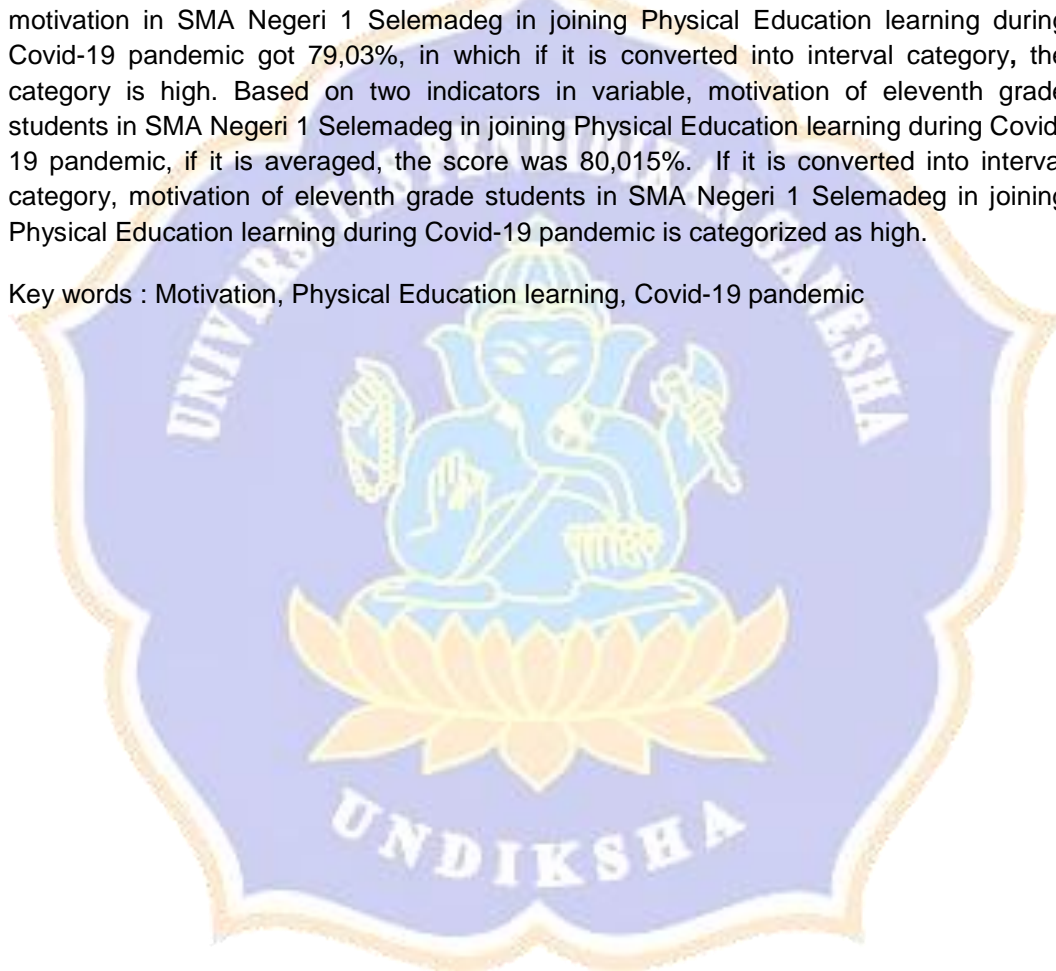 motivation in SMA Negeri 1 Selemadeg in joining Physical Education learning during
Covid-19 pandemic got 79,03%, in which if it is converted into interval category, the
category is high. Based on two indicators in variable, motivation of eleventh grade
students in SMA Negeri 1 Selemadeg in joining Physical Education learning during Covid-
19 pandemic, if it is averaged, the score was 80,015%. If it is converted into interval
category, motivation of eleventh grade students in SMA Negeri 1 Selemadeg in joining
Physical Education learning during Covid-19 pandemic is categorized as high.
Key words : Motivation, Physical Education learning, Covid-19 pandemic
UNIVERSITAS PENDIDIKAN GANESHA
UNDIKSHA